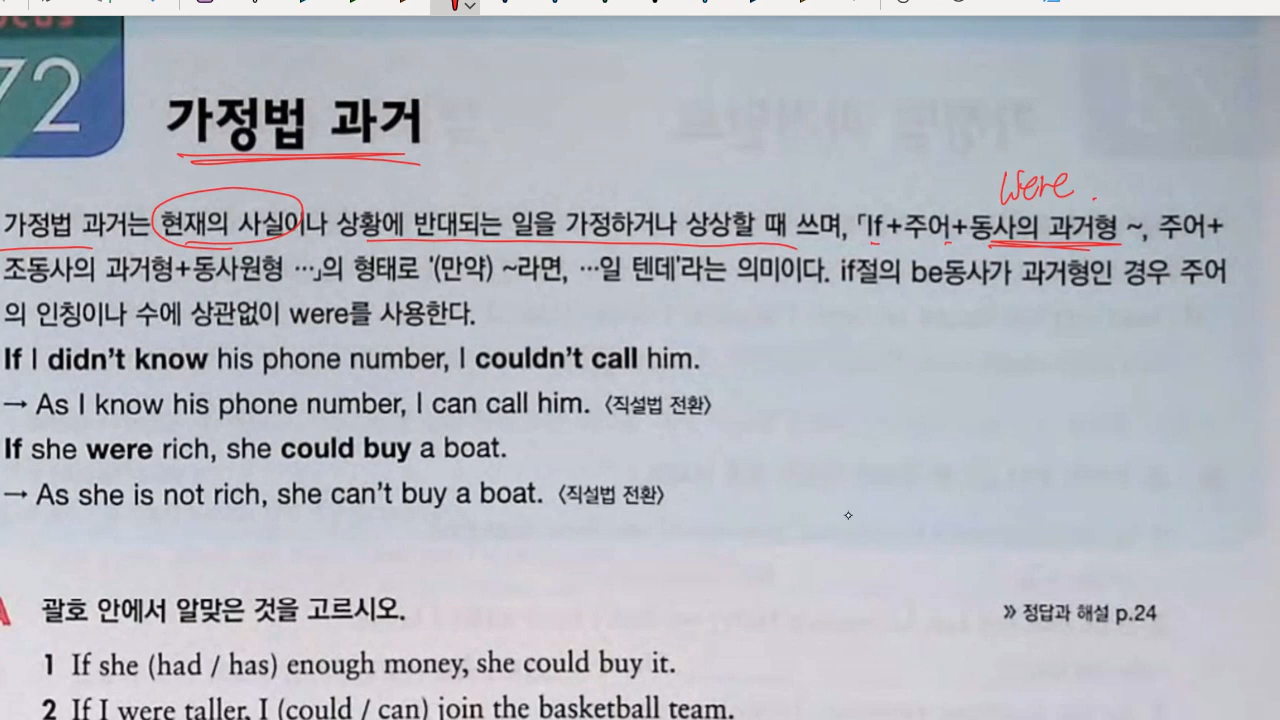 72
가정법 과거
were.
가정법 과거는 현재의 사실이나 상황에 반대되는 일을 가정하거나 상상할 때 쓰며, 「If+주어+동사의 과거형 ~, 주어+
조동사의 과거형+동사원형 …」의 형태로 '(만약) ~라면, …일 텐데'라는 의미이다. if절의 be동사가 과거형인 경우 주어
의 인칭이나 수에 상관없이 were를 사용한다.
If I didn't know his phone number, I couldn't call him.
→ As I know his phone number, I can call him. 〈직설법 전환〉
If she were rich, she could buy a boat.
→ As she is not rich, she can't buy a boat. 〈직설법 전환〉
A 괄호 안에서 알맞은 것을 고르시오. » 정답과 해설 p.24
1 If she (had / has) enough money, she could buy it.
2 If I were taller, I (could / can) join the basketball team.